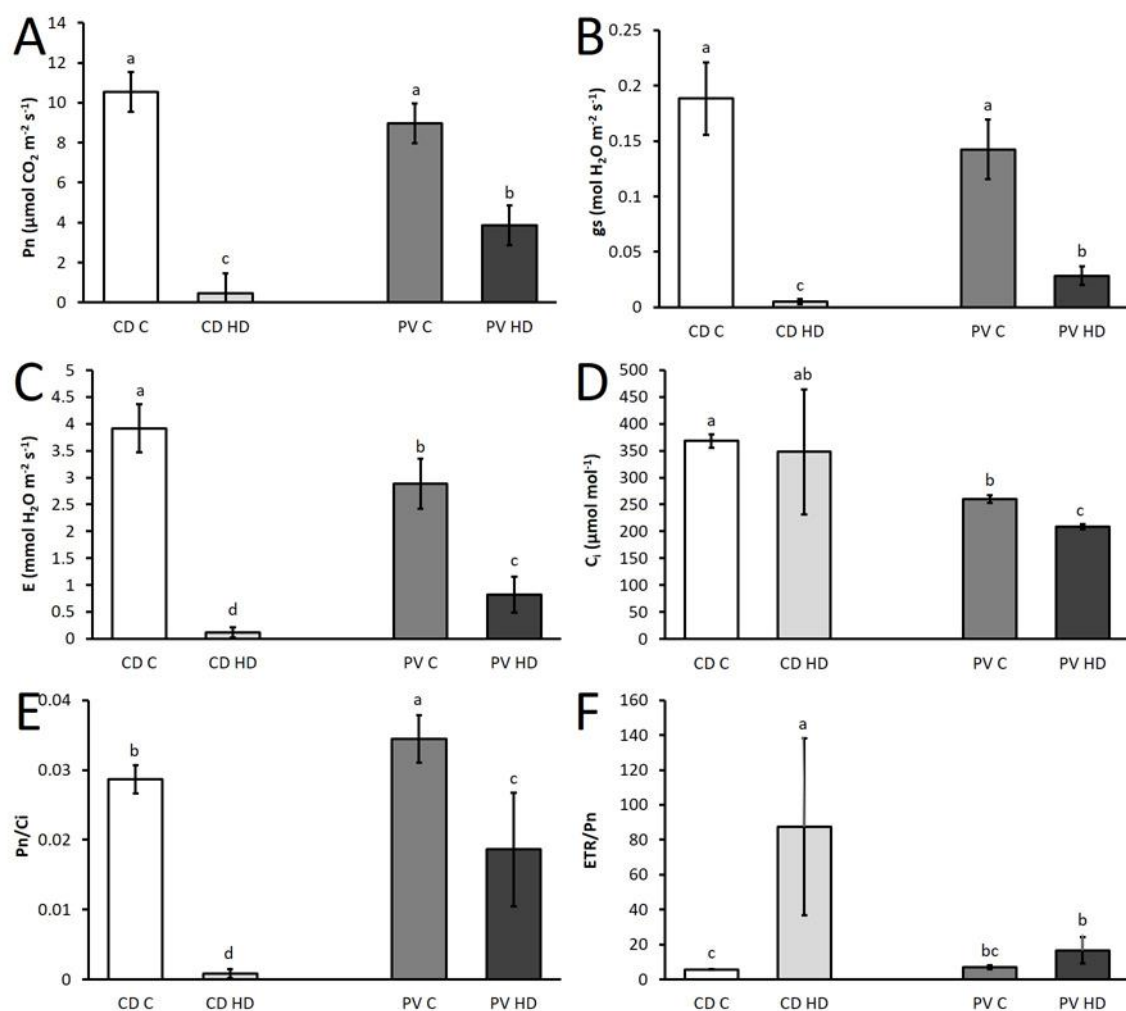 A
Pn (µmol CO₂ m⁻² s⁻¹)
14
12
10
8
6
4
2
0
a
c
a
b
CD C CD HD PV C PV HD
B
gs (mol H₂O m⁻² s⁻¹)
0.25
0.2
0.15
0.1
0.05
0
a
c
a
b
CD C CD HD PV C PV HD
C
E (mmol H₂O m⁻² s⁻¹)
5
4.5
4
3.5
3
2.5
2
1.5
1
0.5
0
a
d
b
c
CD C CD HD PV C PV HD
D
Cᵢ (µmol mol⁻¹)
500
450
400
350
300
250
200
150
100
50
0
a
ab
b
c
CD C CD HD PV C PV HD
E
Pn/Ci
0.04
0.03
0.02
0.01
0
b
d
a
c
CD C CD HD PV C PV HD
F
ETR/Pn
160
140
120
100
80
60
40
20
0
c
a
bc
b
CD C CD HD PV C PV HD